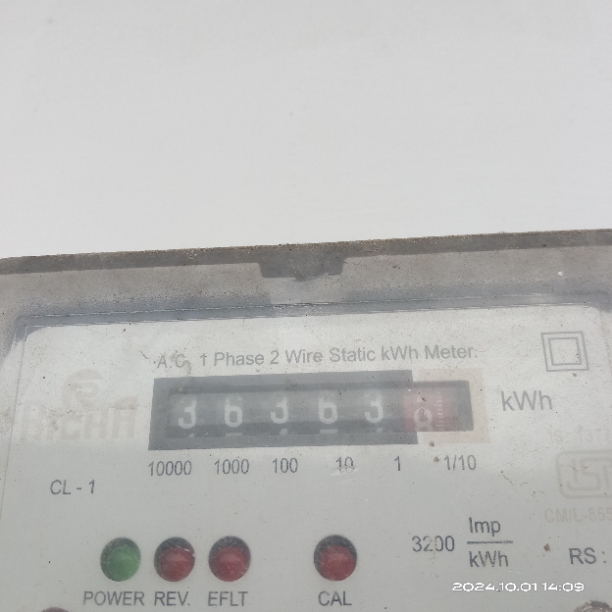 A.C. 1 Phase 2 Wire Static kWh Meter.
3 6 3 6 3 8 kWh
10000 1000 100 10 1 1/10
CL - 1
3200 Imp/kWh
RS :
POWER REV. EFLT CAL
2024.10.01 14:09